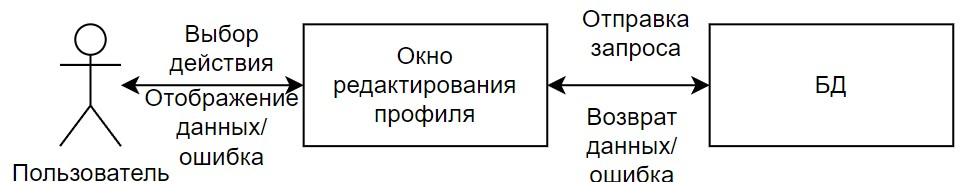 Пользователь
Выбор
действия
Отображение
данных/
ошибка
Окно
редактирования
профиля
Отправка
запроса
Возврат
данных/
ошибка
БД